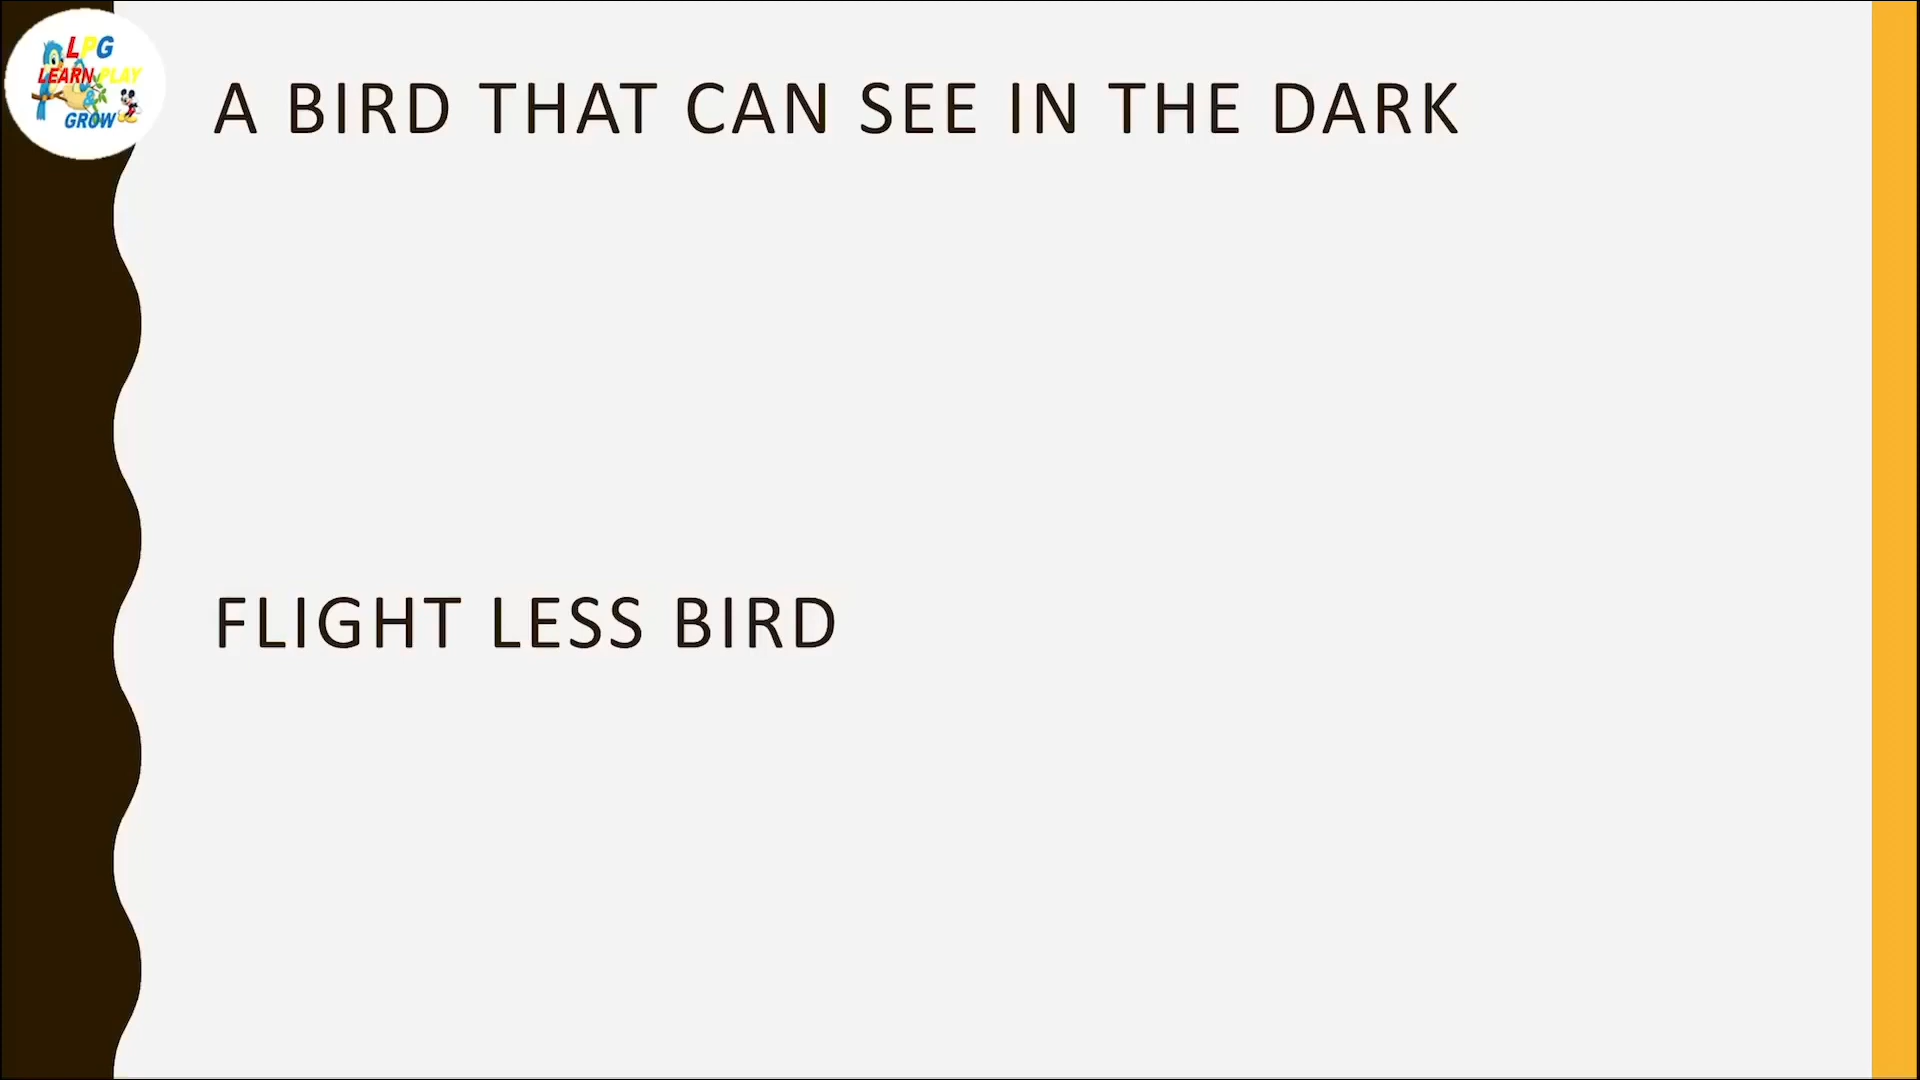 LPG
LEARN PLAY
&
GROW
A BIRD THAT CAN SEE IN THE DARK
FLIGHT LESS BIRD